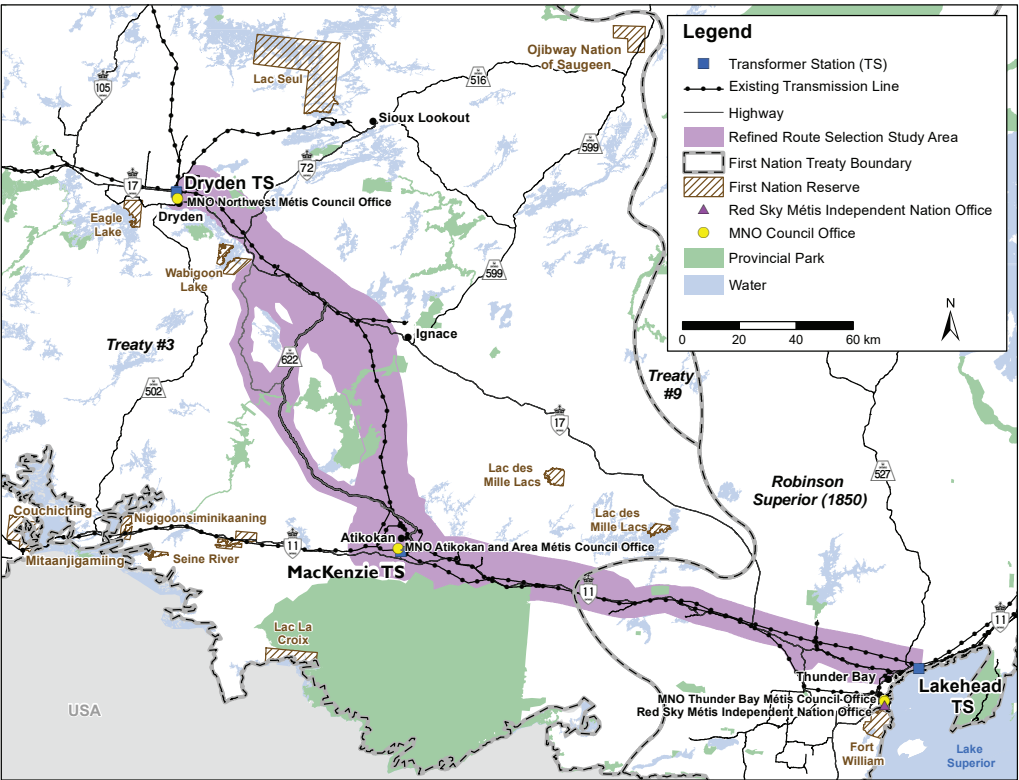 Legend
Transformer Station (TS)
Existing Transmission Line
Highway
Refined Route Selection Study Area
First Nation Treaty Boundary
First Nation Reserve
Red Sky Métis Independent Nation Office
MNO Council Office
Provincial Park
Water
N
0 20 40 60 km
Ojibway Nation
of Saugeen
Lac Seul
105
516
Sioux Lookout
599
72
17
Dryden TS
MNO Northwest Métis Council Office
Dryden
Eagle
Lake
Wabigoon
Lake
599
Ignace
Treaty #3
622
502
Treaty
#9
17
527
Lac des
Mille Lacs
Robinson
Superior (1850)
Lac des
Mille Lacs
Couchiching
Nigigoonsiminikaaning
Mitaanjigamiing
Seine River
11
Atikokan
MNO Atikokan and Area Métis Council Office
MacKenzie TS
11
11
Lac La
Croix
USA
Thunder Bay
Lakehead
TS
MNO Thunder Bay Métis Council Office
Red Sky Métis Independent Nation Office
Fort
William
Lake
Superior